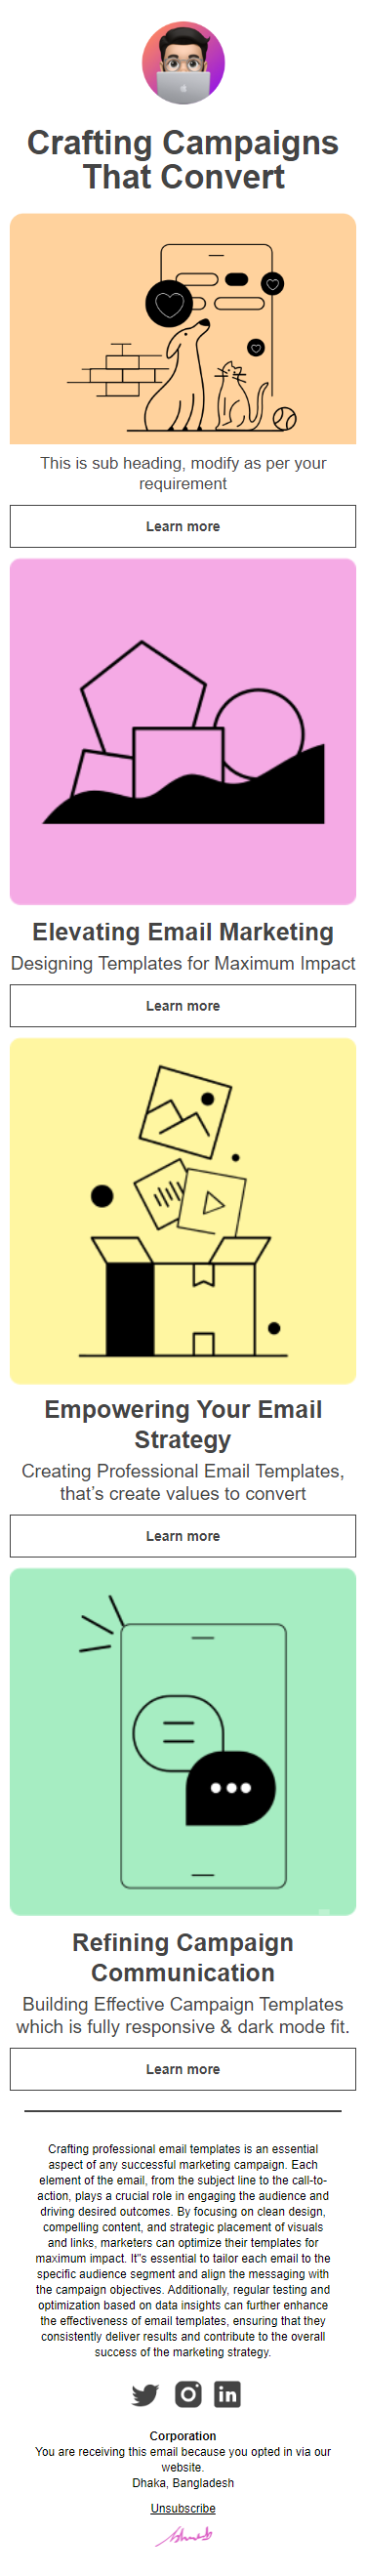 Crafting Campaigns
That Convert
This is sub heading, modify as per your
requirement
Learn more
Elevating Email Marketing
Designing Templates for Maximum Impact
Learn more
Empowering Your Email
Strategy
Creating Professional Email Templates,
that’s create values to convert
Learn more
Refining Campaign
Communication
Building Effective Campaign Templates
which is fully responsive & dark mode fit.
Learn more
Crafting professional email templates is an essential
aspect of any successful marketing campaign. Each
element of the email, from the subject line to the call-to-
action, plays a crucial role in engaging the audience and
driving desired outcomes. By focusing on clean design,
compelling content, and strategic placement of visuals
and links, marketers can optimize their templates for
maximum impact. It"s essential to tailor each email to the
specific audience segment and align the messaging with
the campaign objectives. Additionally, regular testing and
optimization based on data insights can further enhance
the effectiveness of email templates, ensuring that they
consistently deliver results and contribute to the overall
success of the marketing strategy.
Corporation
You are receiving this email because you opted in via our
website.
Dhaka, Bangladesh
Unsubscribe